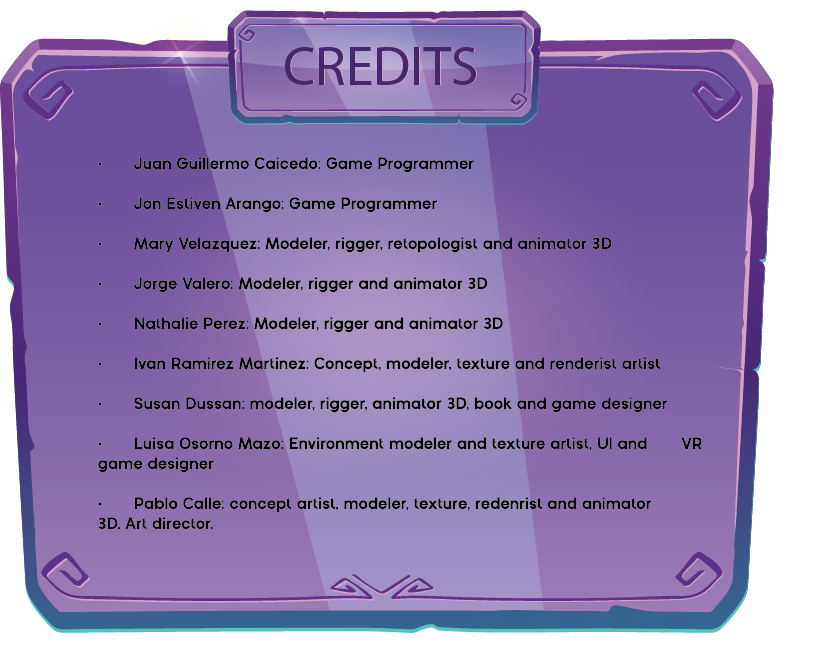 CREDITS
· Juan Guillermo Caicedo: Game Programmer
· Jon Estiven Arango: Game Programmer
· Mary Velazquez: Modeler, rigger, retopologist and animator 3D
· Jorge Valero: Modeler, rigger and animator 3D
· Nathalie Perez: Modeler, rigger and animator 3D
· Ivan Ramirez Martinez: Concept, modeler, texture and renderist artist
· Susan Dussan: modeler, rigger, animator 3D, book and game designer
· Luisa Osorno Mazo: Environment modeler and texture artist, UI and VR
game designer
· Pablo Calle: concept artist, modeler, texture, redenrist and animator
3D. Art director.